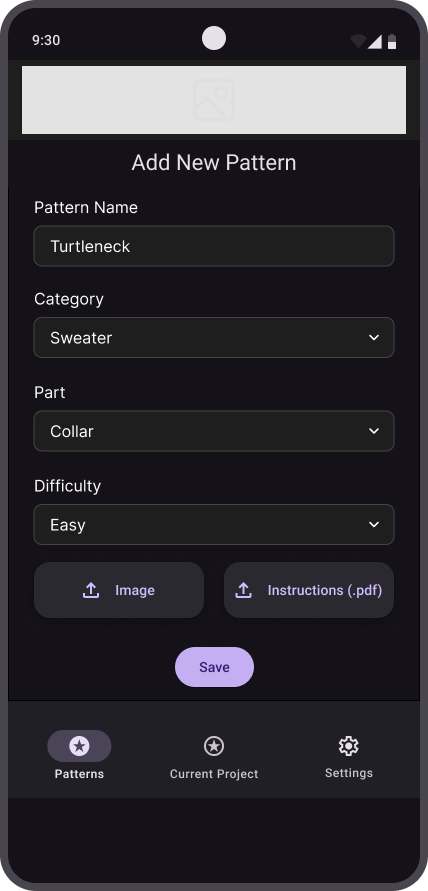 9:30
Add New Pattern
Pattern Name
Turtleneck
Category
Sweater
Part
Collar
Difficulty
Easy
Image Instructions (.pdf)
Save
Patterns Current Project Settings